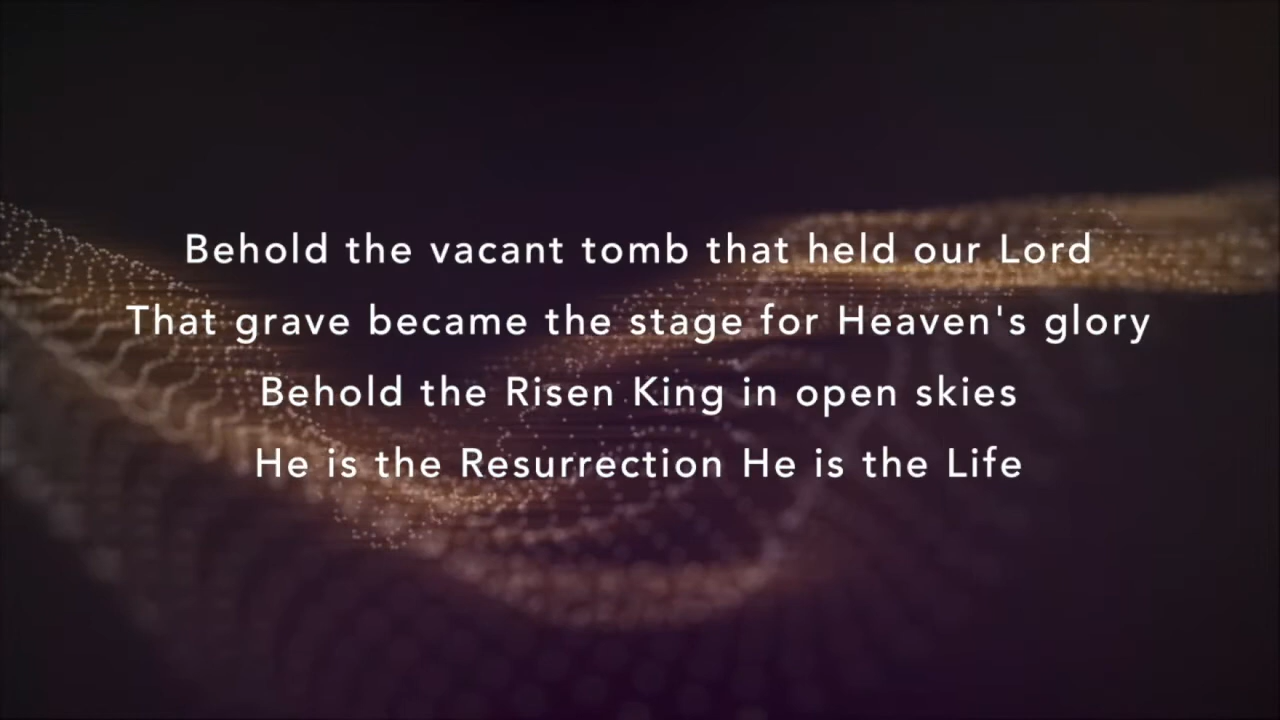 Behold the vacant tomb that held our Lord
That grave became the stage for Heaven's glory
Behold the Risen King in open skies
He is the Resurrection He is the Life